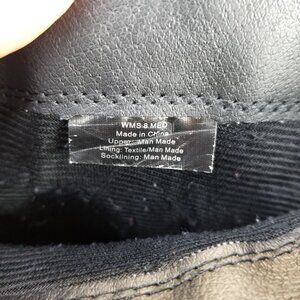 WMS 8 MED
Made in China
Upper: Man Made
Lining: Textile/Man Made
Socklining: Man Made